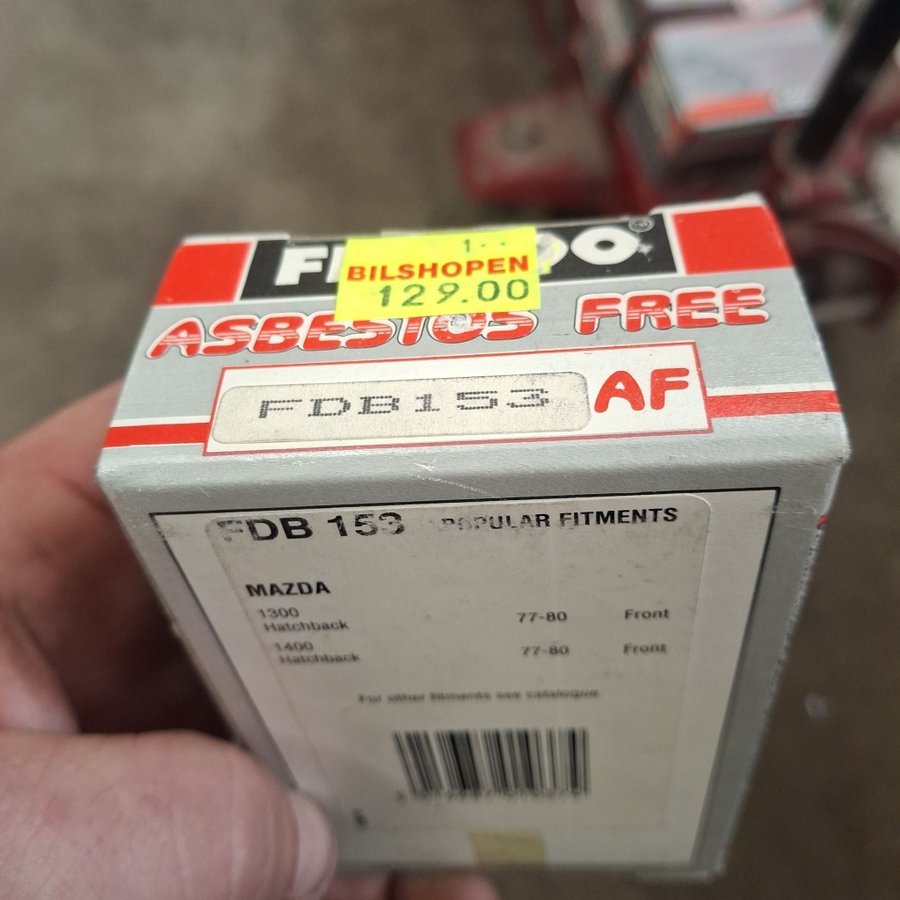 1..
BILSHOPEN
129.00
ASBESTOS FREE
FDB153 AF
FDB 153 POPULAR FITMENTS
MAZDA
1300 77-80 Front
Hatchback
1400 77-80 Front
Hatchback
For other fitments see catalogue